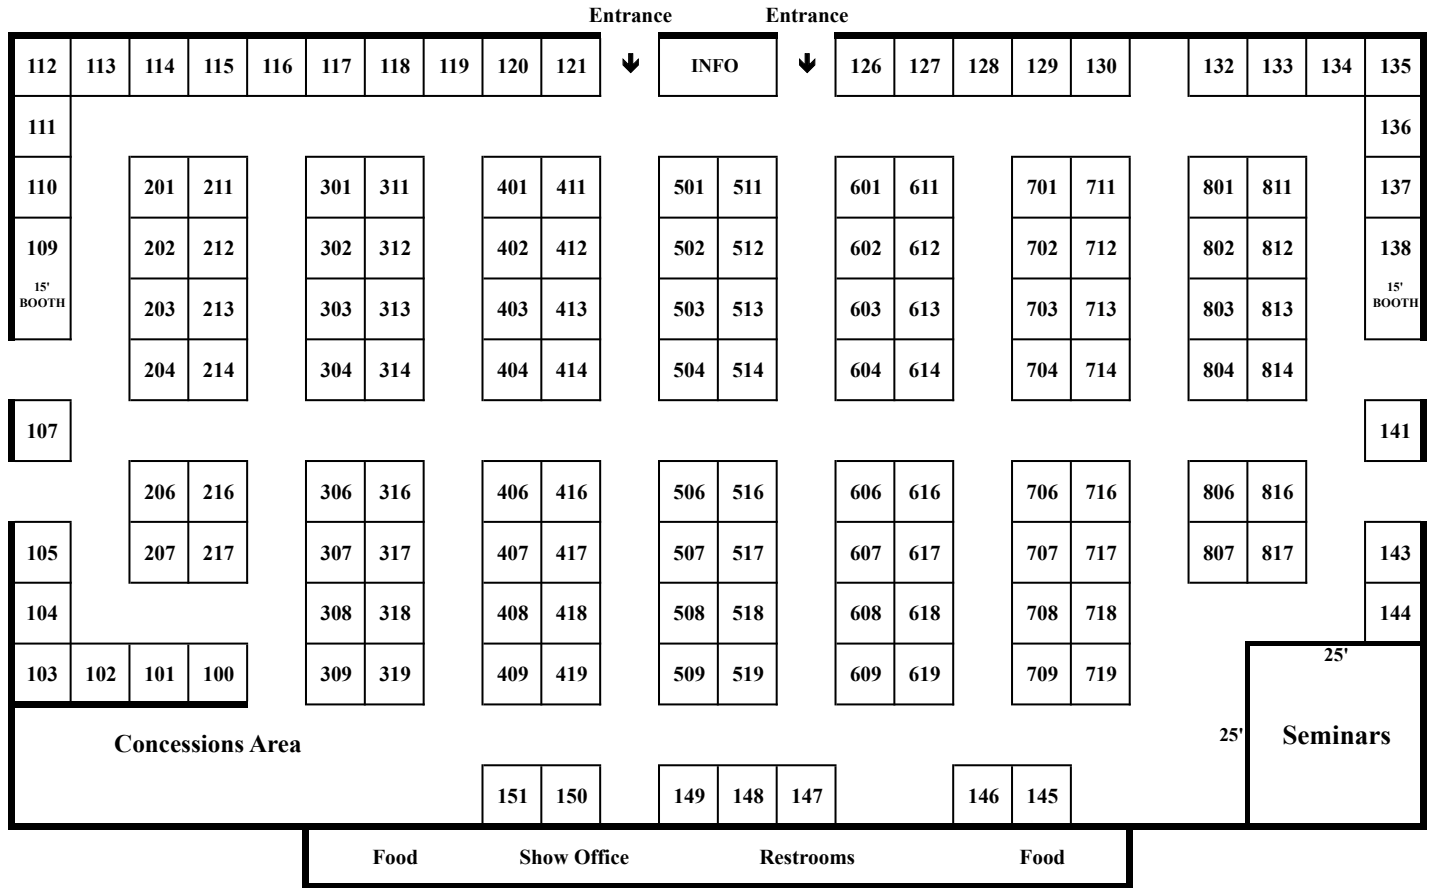 Entrance Entrance
112 113 114 115 116 117 118 119 120 121 INFO 126 127 128 129 130 132 133 134 135
111 136
110 201 211 301 311 401 411 501 511 601 611 701 711 801 811 137
109 202 212 302 312 402 412 502 512 602 612 702 712 802 812 138
15' 15'
BOOTH 203 213 303 313 403 413 503 513 603 613 703 713 803 813 BOOTH
204 214 304 314 404 414 504 514 604 614 704 714 804 814
107 141
206 216 306 316 406 416 506 516 606 616 706 716 806 816
105 207 217 307 317 407 417 507 517 607 617 707 717 807 817 143
104 308 318 408 418 508 518 608 618 708 718 144
25'
103 102 101 100 309 319 409 419 509 519 609 619 709 719
25' Seminars
Concessions Area
151 150 149 148 147 146 145
Food Show Office Restrooms Food